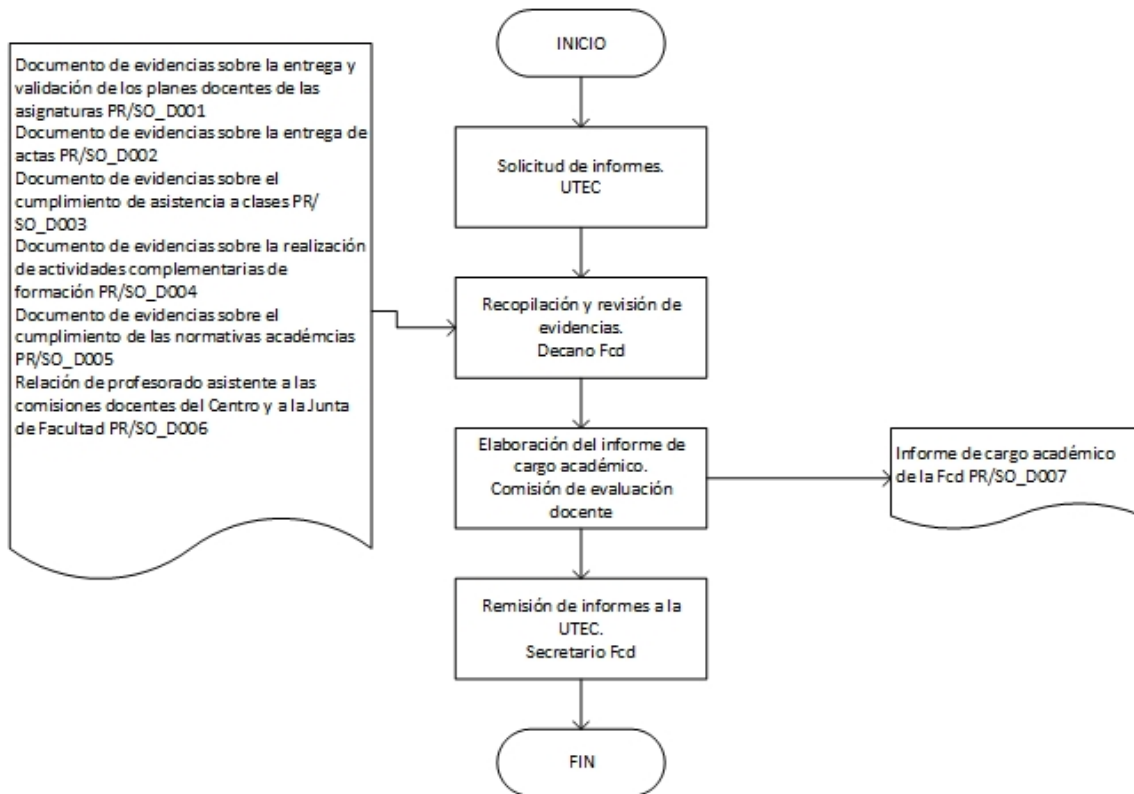 INICIO
Documento de evidencias sobre la entrega y
validación de los planes docentes de las
asignaturas PR/SO_D001
Documento de evidencias sobre la entrega de
actas PR/SO_D002
Documento de evidencias sobre el
cumplimiento de asistencia a clases PR/
SO_D003
Documento de evidencias sobre la realización
de actividades complementarias de
formación PR/SO_D004
Documento de evidencias sobre el
cumplimiento de las normativas académcias
PR/SO_D005
Relación de profesorado asistente a las
comisiones docentes del Centro y a la Junta
de Facultad PR/SO_D006
Solicitud de informes.
UTEC
Recopilación y revisión de
evidencias.
Decano Fcd
Elaboración del informe de
cargo académico.
Comisión de evaluación
docente
Informe de cargo académico
de la Fcd PR/SO_D007
Remisión de informes a la
UTEC.
Secretario Fcd
FIN